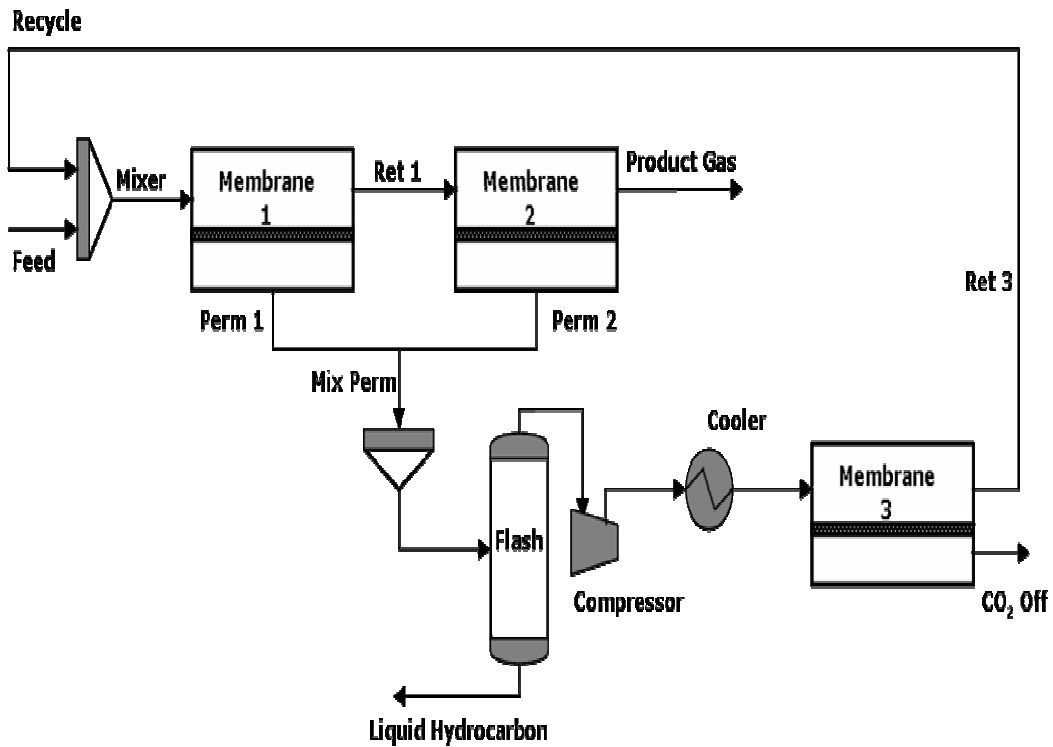 Recycle
Mixer
Feed
Membrane
1
Ret 1
Membrane
2
Product Gas
Perm 1
Perm 2
Ret 3
Mix Perm
Flash
Compressor
Cooler
Membrane
3
CO₂ Off
Liquid Hydrocarbon